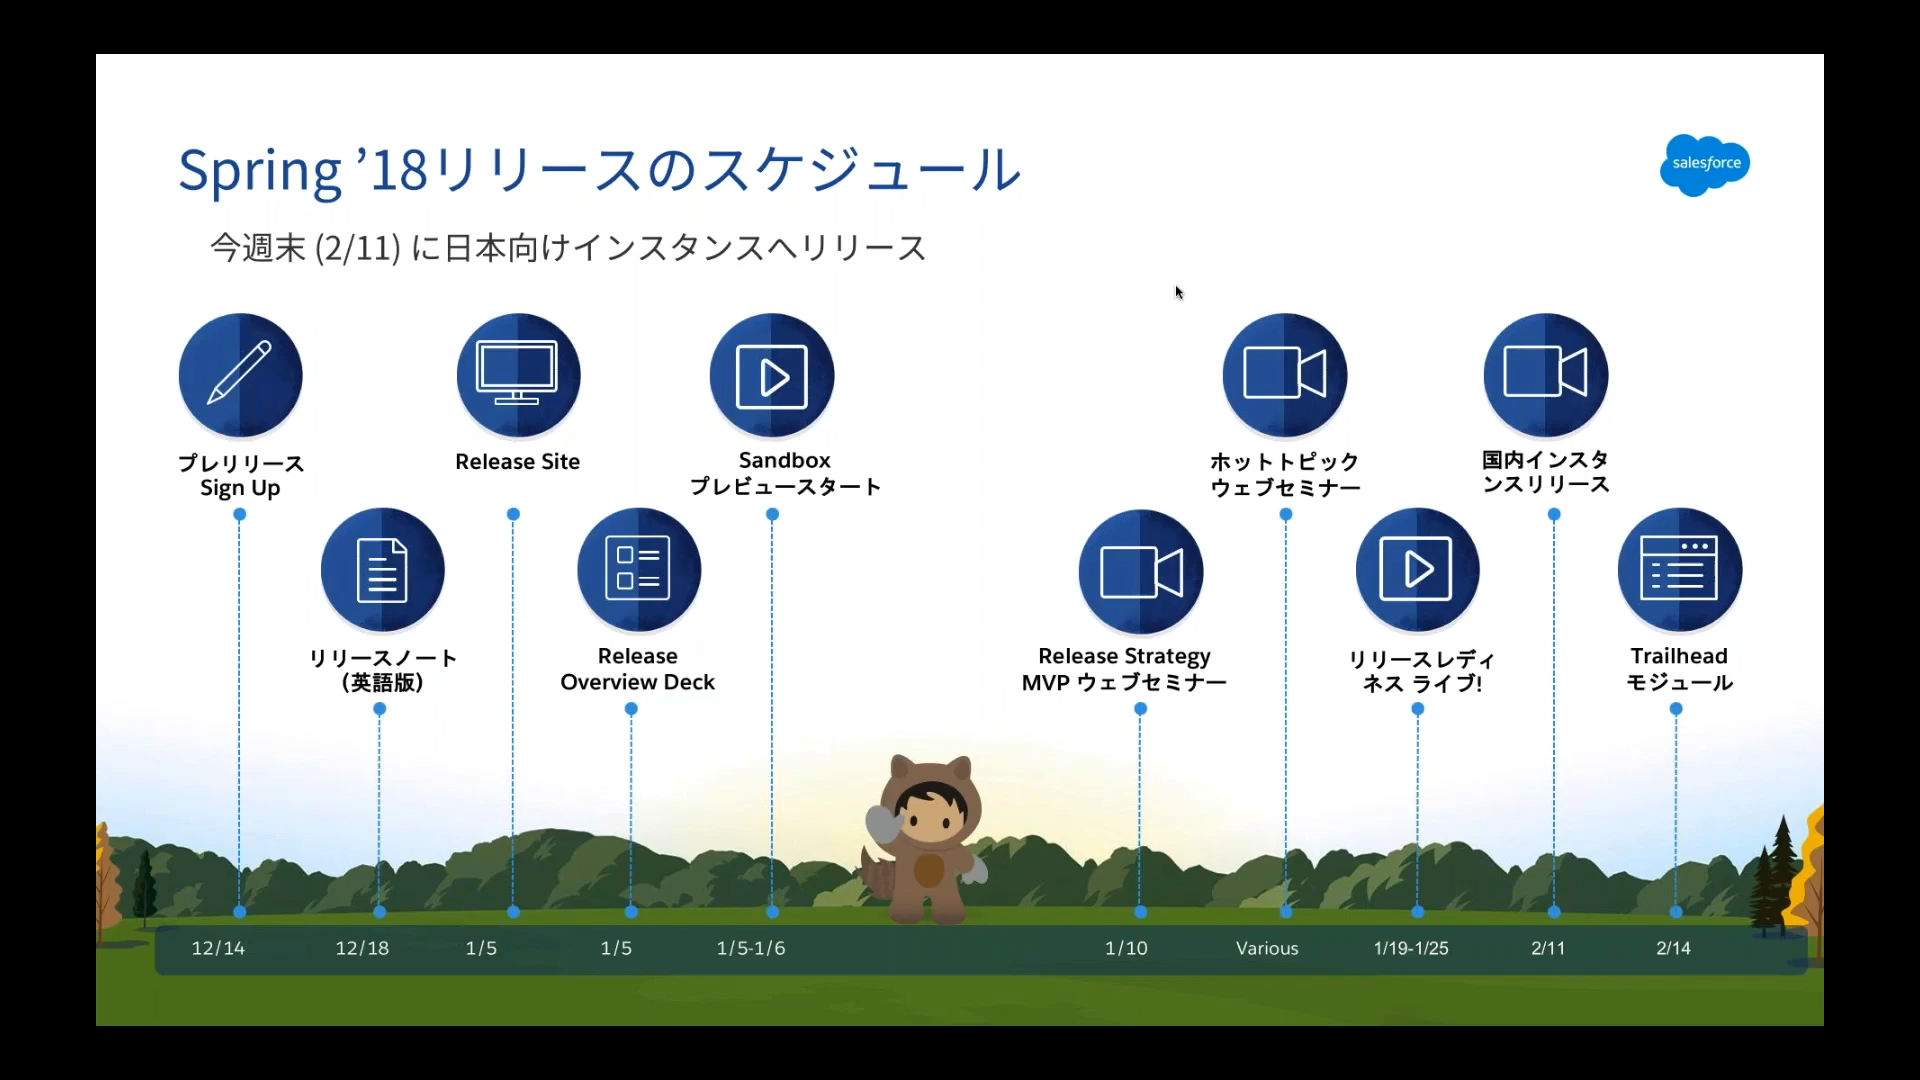 Spring ’18リリースのスケジュール
salesforce
今週末 (2/11) に日本向けインスタンスへリリース
プレリリース
Sign Up
Release Site
Sandbox
プレビュースタート
ホットトピック
ウェブセミナー
国内インスタ
ンスリリース
リリースノート
（英語版）
Release
Overview Deck
Release Strategy
MVP ウェブセミナー
リリースレディ
ネス ライブ!
Trailhead
モジュール
12/14
12/18
1/5
1/5
1/5-1/6
1/10
Various
1/19-1/25
2/11
2/14